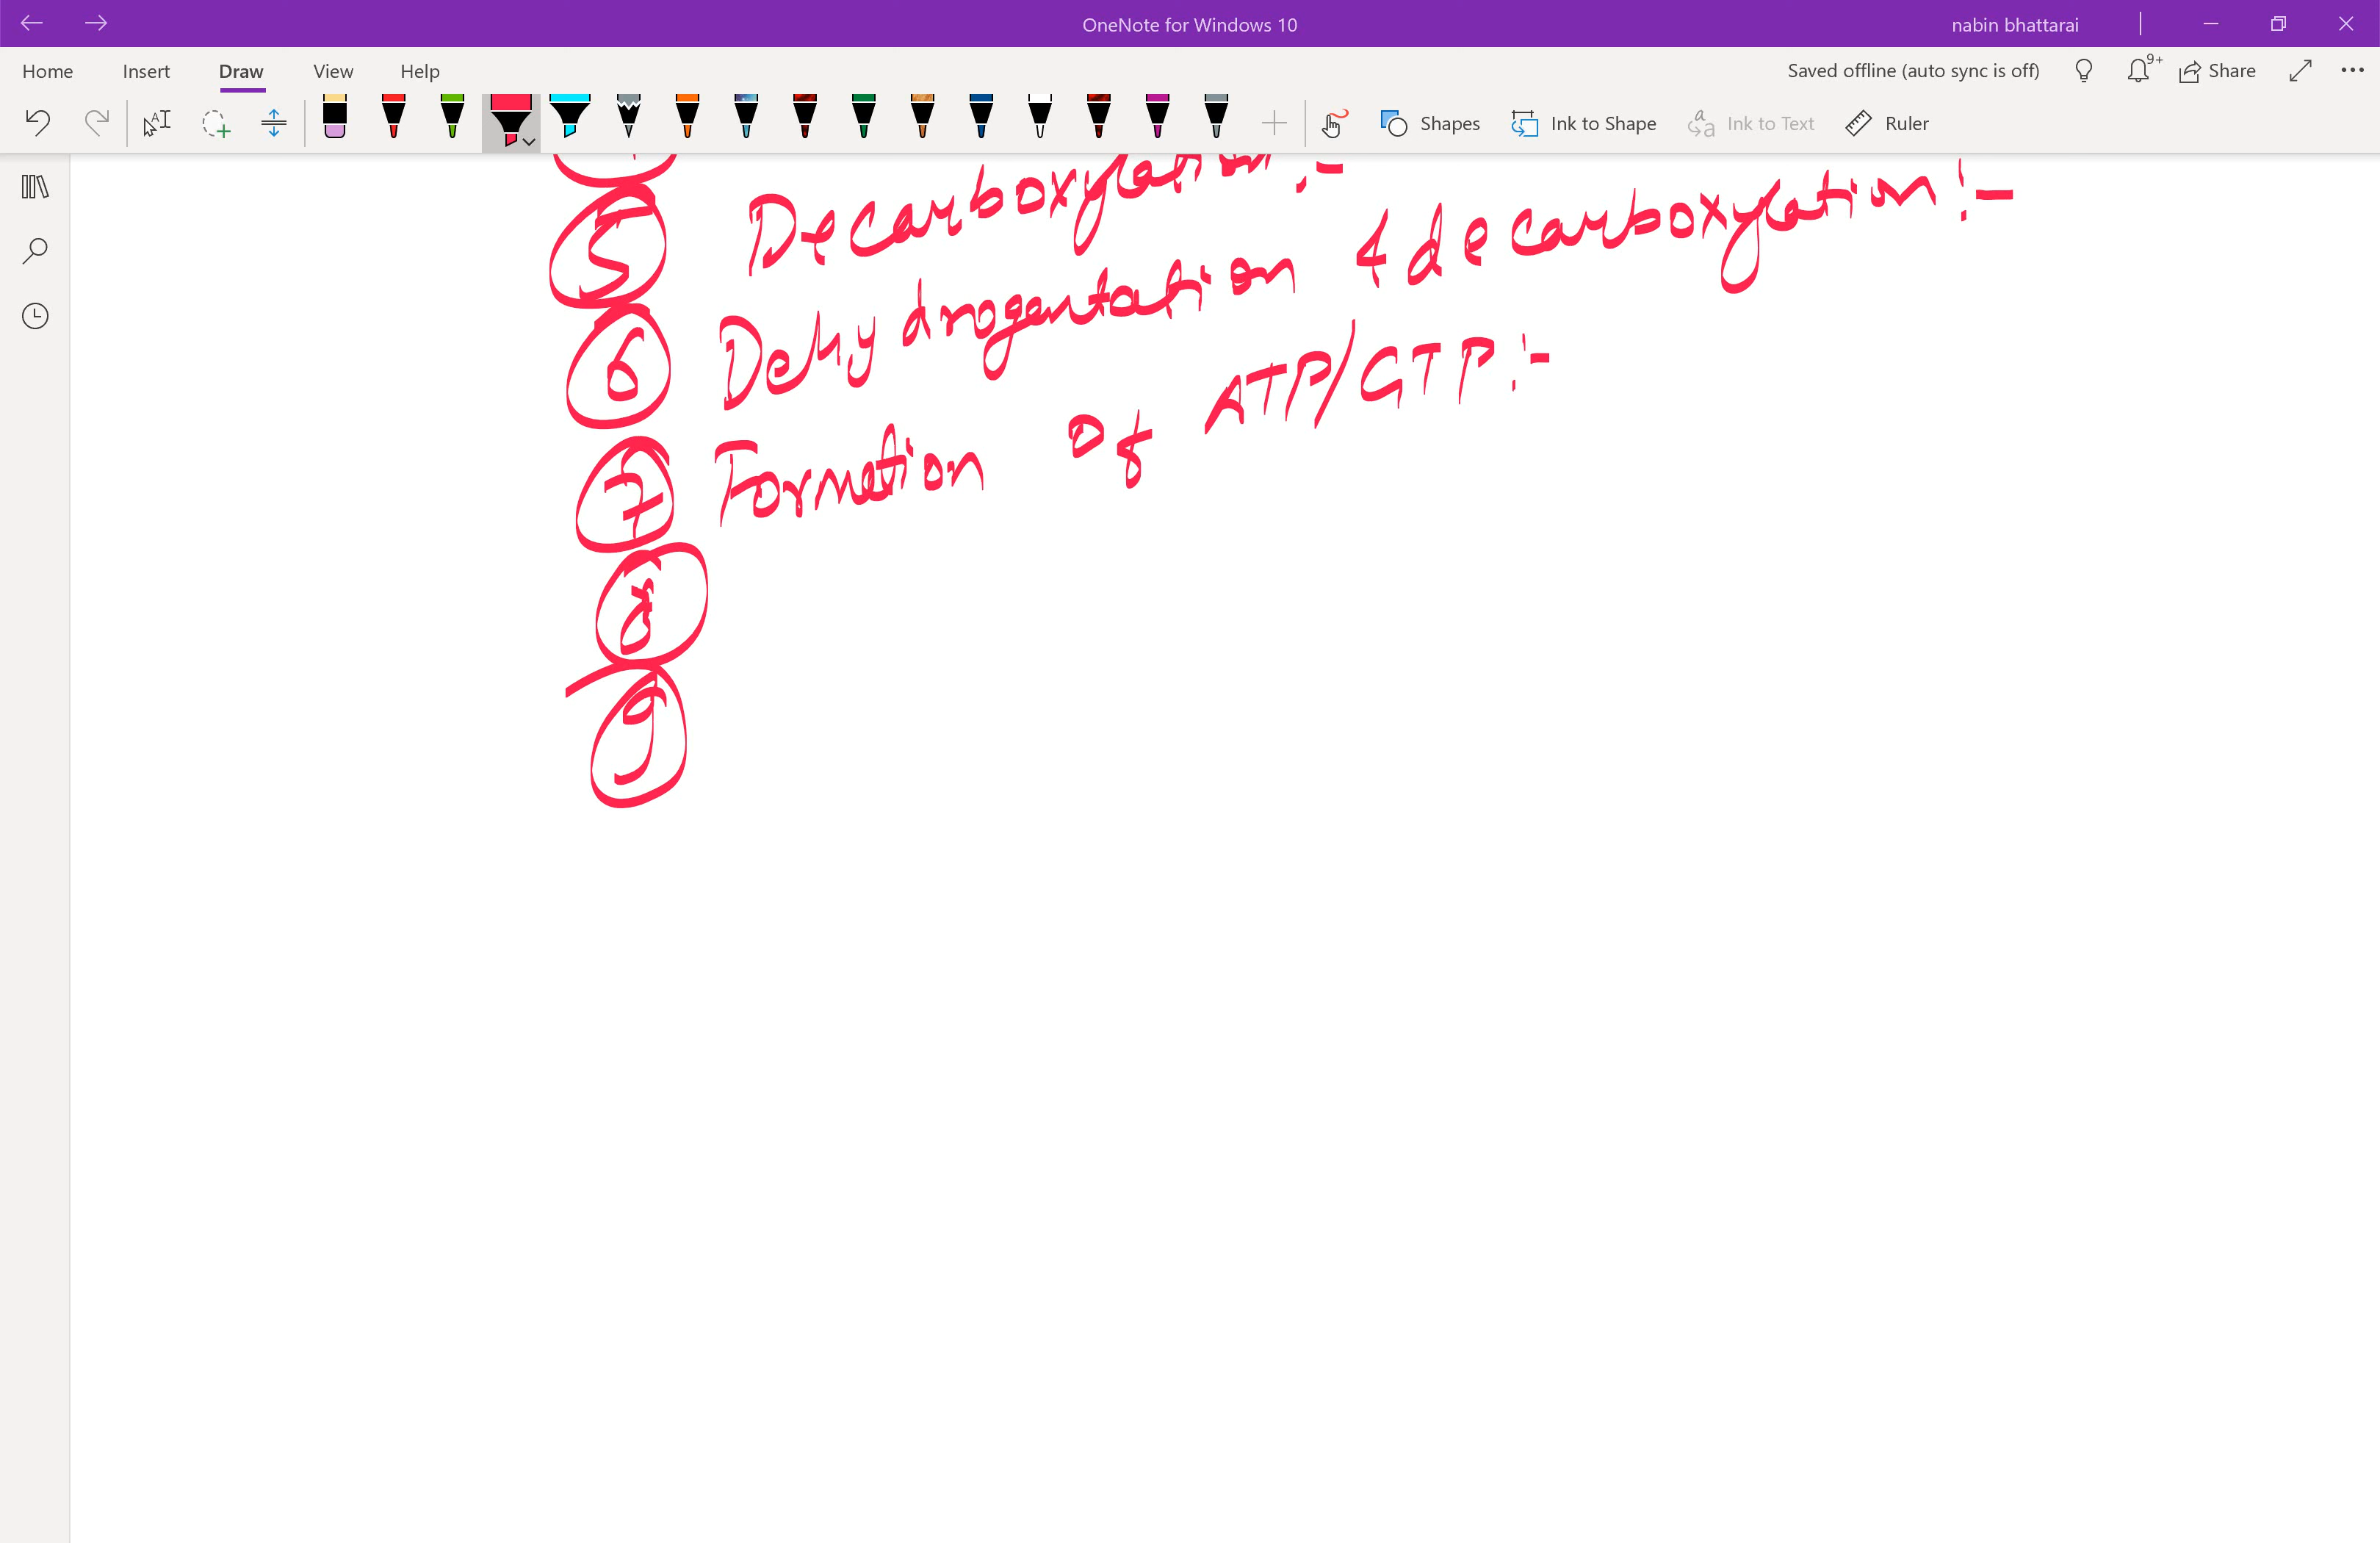 OneNote for Windows 10
nabin bhattarai
Home Insert Draw View Help
Saved offline (auto sync is off)
9+
Share
Shapes
Ink to Shape
Ink to Text
Ruler
5 Decarboxylation :-
6 Dehydrogentation & decarboxylation :-
7 Formation of ATP/GTP :-
8
9